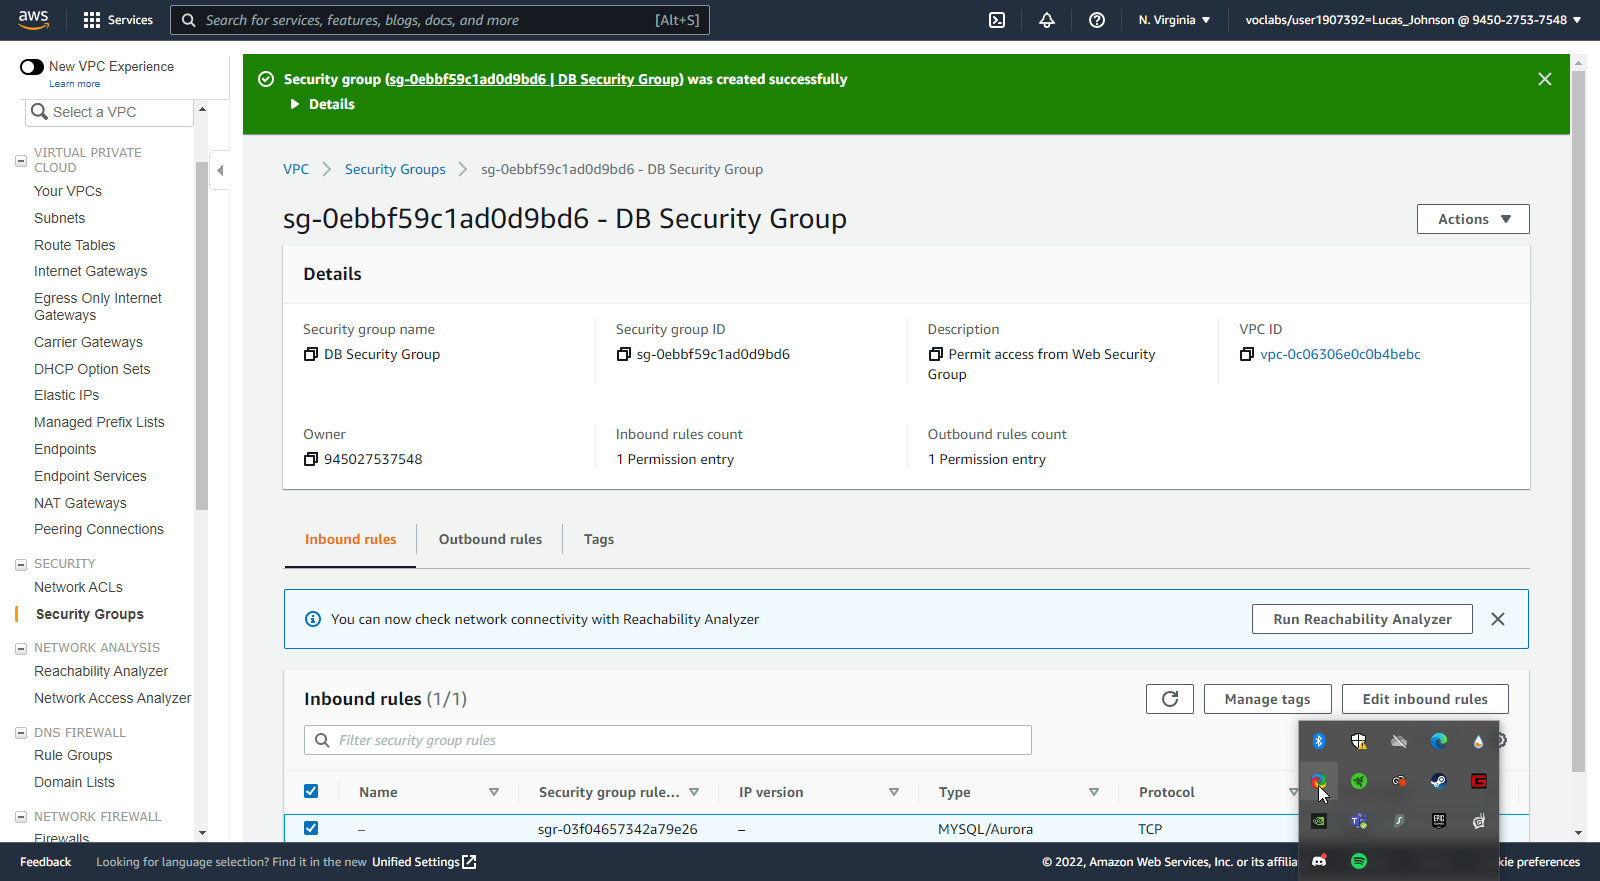 aws
Services
Search for services, features, blogs, docs, and more
[Alt+S]
N. Virginia
voclabs/user1907392=Lucas_Johnson @ 9450-2753-7548
New VPC Experience
Learn more
Select a VPC
VIRTUAL PRIVATE
CLOUD
Your VPCs
Subnets
Route Tables
Internet Gateways
Egress Only Internet
Gateways
Carrier Gateways
DHCP Option Sets
Elastic IPs
Managed Prefix Lists
Endpoints
Endpoint Services
NAT Gateways
Peering Connections
SECURITY
Network ACLs
Security Groups
NETWORK ANALYSIS
Reachability Analyzer
Network Access Analyzer
DNS FIREWALL
Rule Groups
Domain Lists
NETWORK FIREWALL
Firewalls
Security group (sg-0ebbf59c1ad0d9bd6 | DB Security Group) was created successfully
Details
VPC
Security Groups
sg-0ebbf59c1ad0d9bd6 - DB Security Group
sg-0ebbf59c1ad0d9bd6 - DB Security Group
Actions
Details
Security group name
DB Security Group
Security group ID
sg-0ebbf59c1ad0d9bd6
Description
Permit access from Web Security
Group
VPC ID
vpc-0c06306e0c0b4bebc
Owner
945027537548
Inbound rules count
1 Permission entry
Outbound rules count
1 Permission entry
Inbound rules
Outbound rules
Tags
You can now check network connectivity with Reachability Analyzer
Run Reachability Analyzer
Inbound rules (1/1)
Manage tags
Edit inbound rules
Filter security group rules
Name
Security group rule...
IP version
Type
Protocol
–
sgr-03f04657342a79e26
–
MYSQL/Aurora
TCP
Feedback
Looking for language selection? Find it in the new Unified Settings
© 2022, Amazon Web Services, Inc. or its
preferences